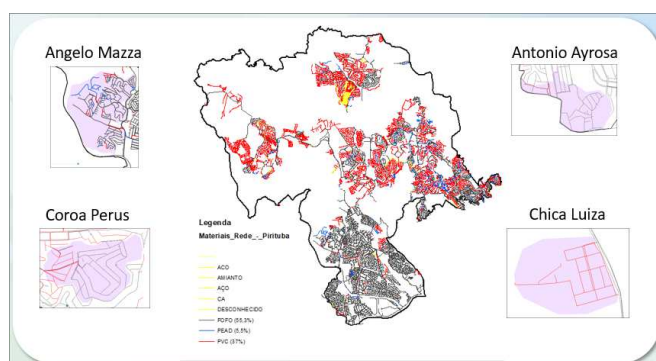 Angelo Mazza
Antonio Ayrosa
Coroa Perus
Chica Luiza
Legenda
Materiais_Rede_-_Pirituba
ACO
AMIANTO
AÇO
CA
DESCONHECIDO
FOFO (55,3%)
PEAD (5,5%)
PVC (37%)